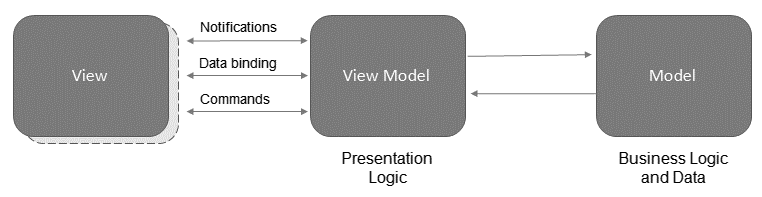 Notifications
Data binding
Commands
View
View Model
Model
Presentation
Logic
Business Logic
and Data